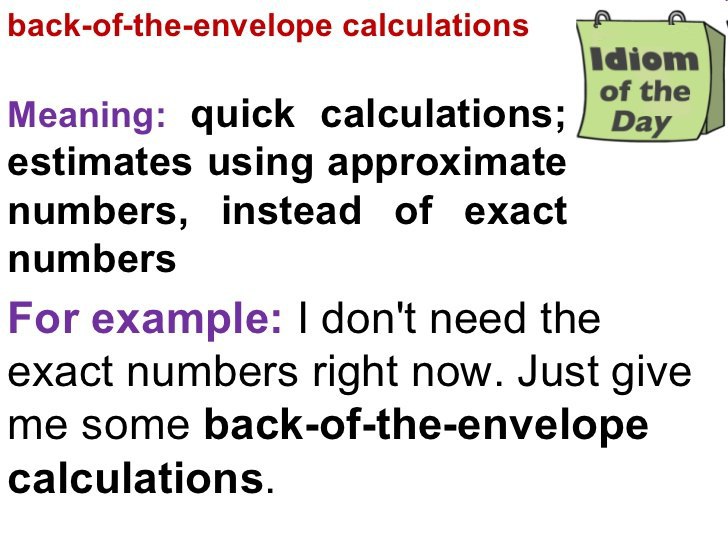 back-of-the-envelope calculations
Idiom
of the
Day
Meaning: quick calculations;
estimates using approximate
numbers, instead of exact
numbers
For example: I don't need the
exact numbers right now. Just give
me some back-of-the-envelope
calculations.